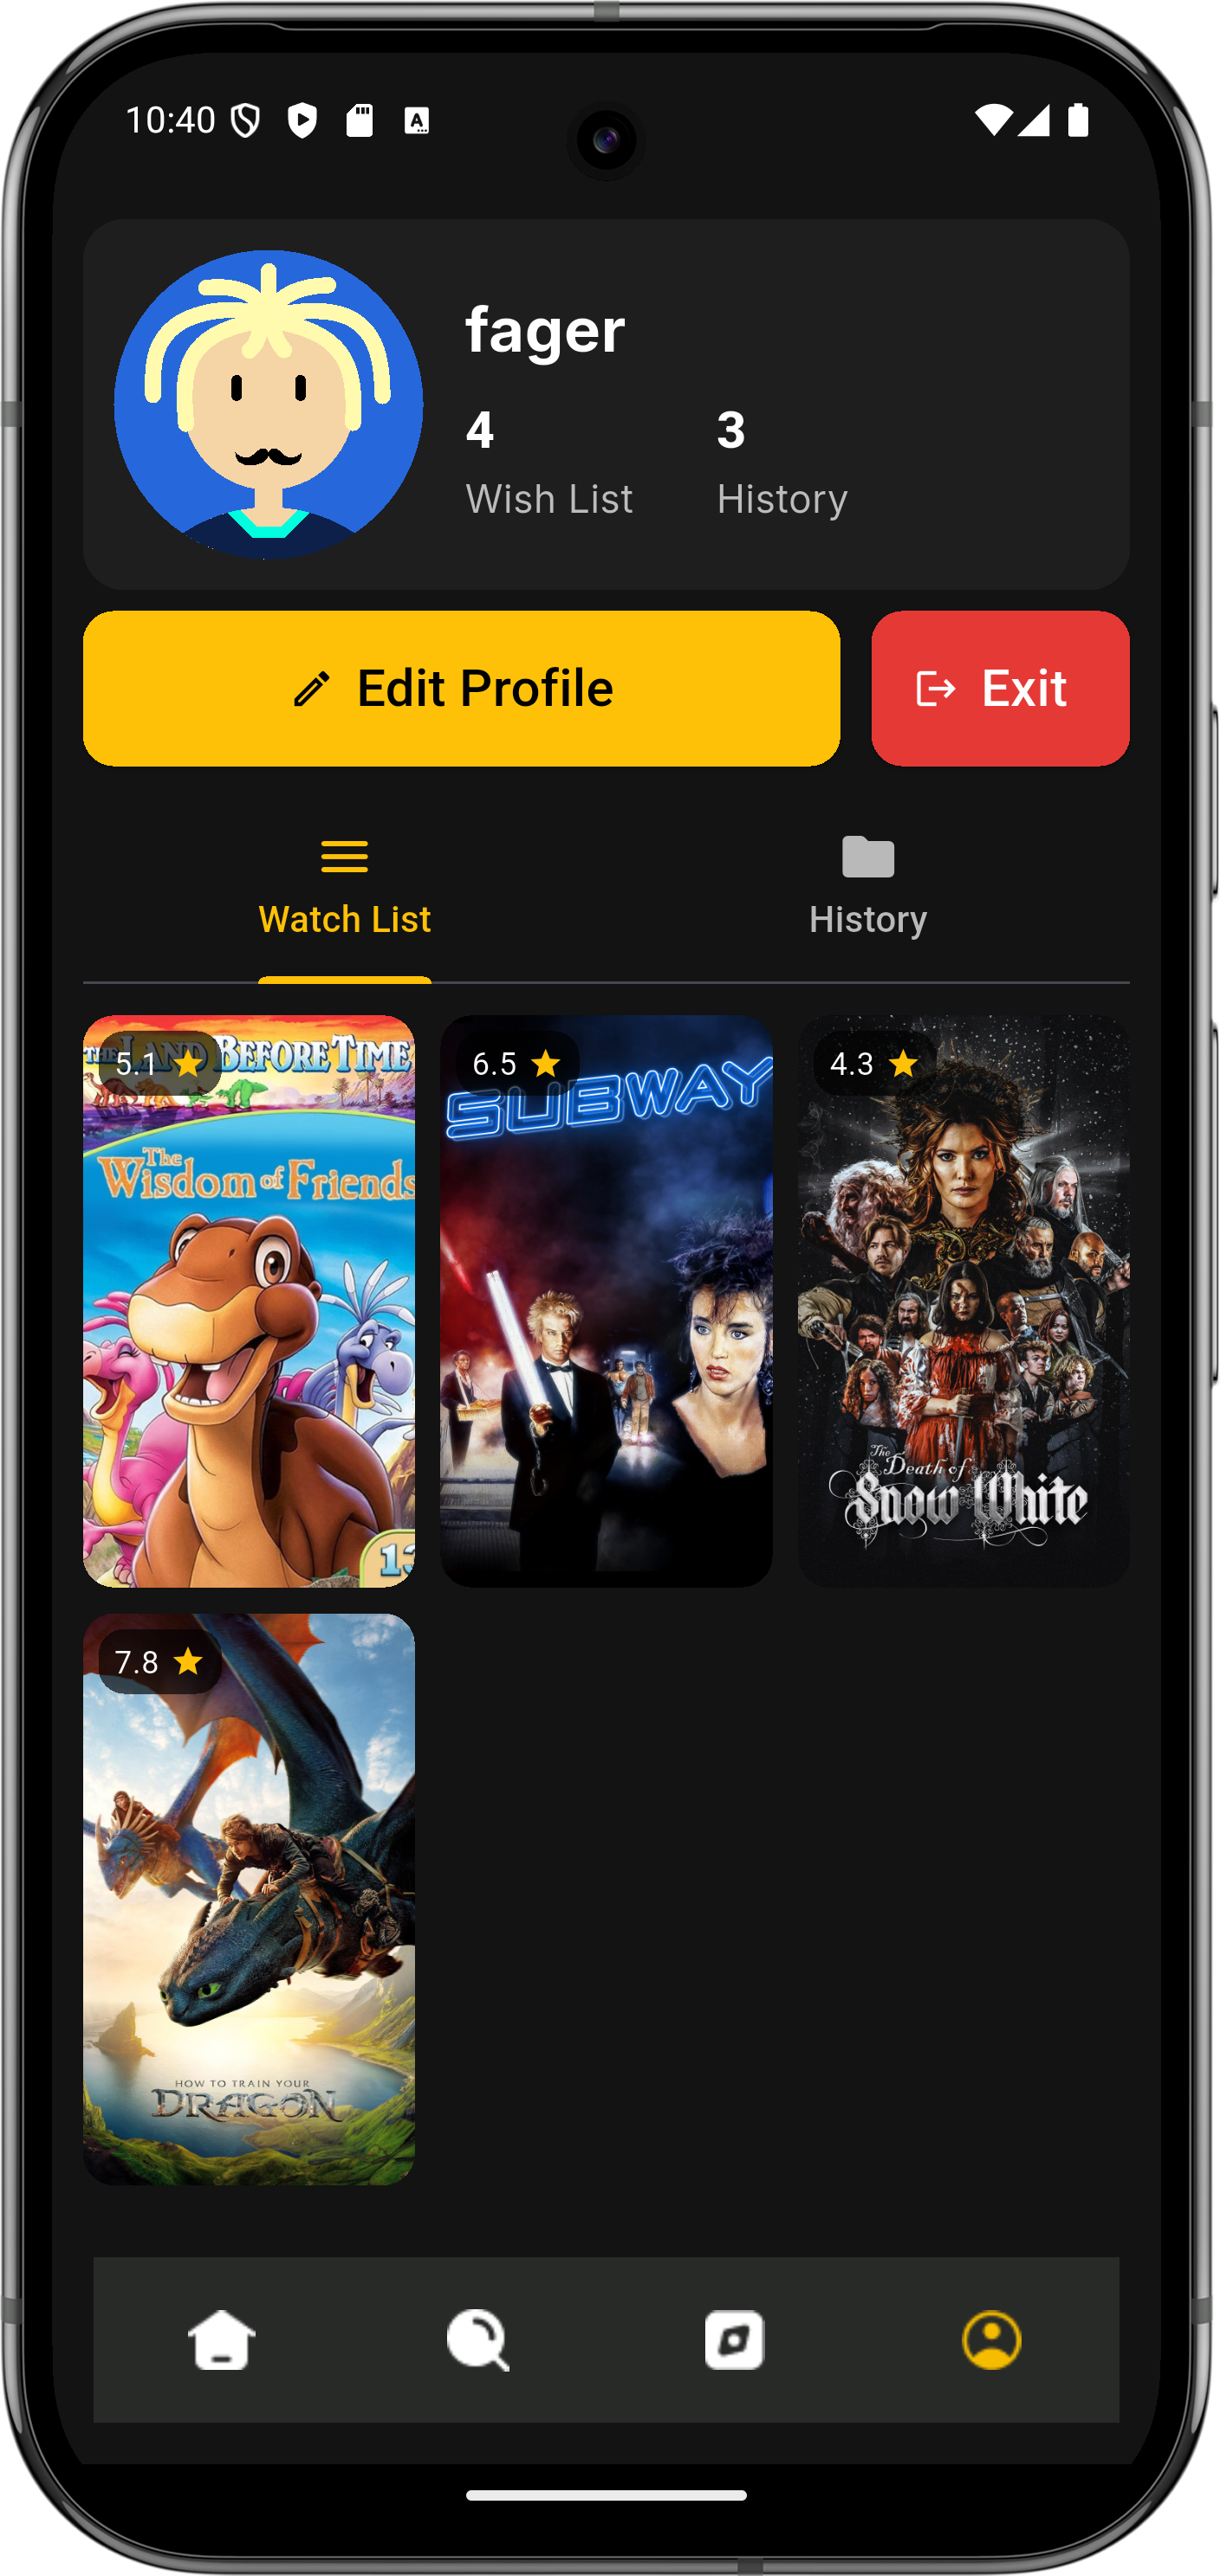 10:40
fager
4 3
Wish List History
Edit Profile
Exit
Watch List
History
5.1
THE LAND BEFORE TIME
The
Wisdom of Friends
6.5
SUBWAY
4.3
The
Death of
Snow White
7.8
HOW TO TRAIN YOUR
DRAGON